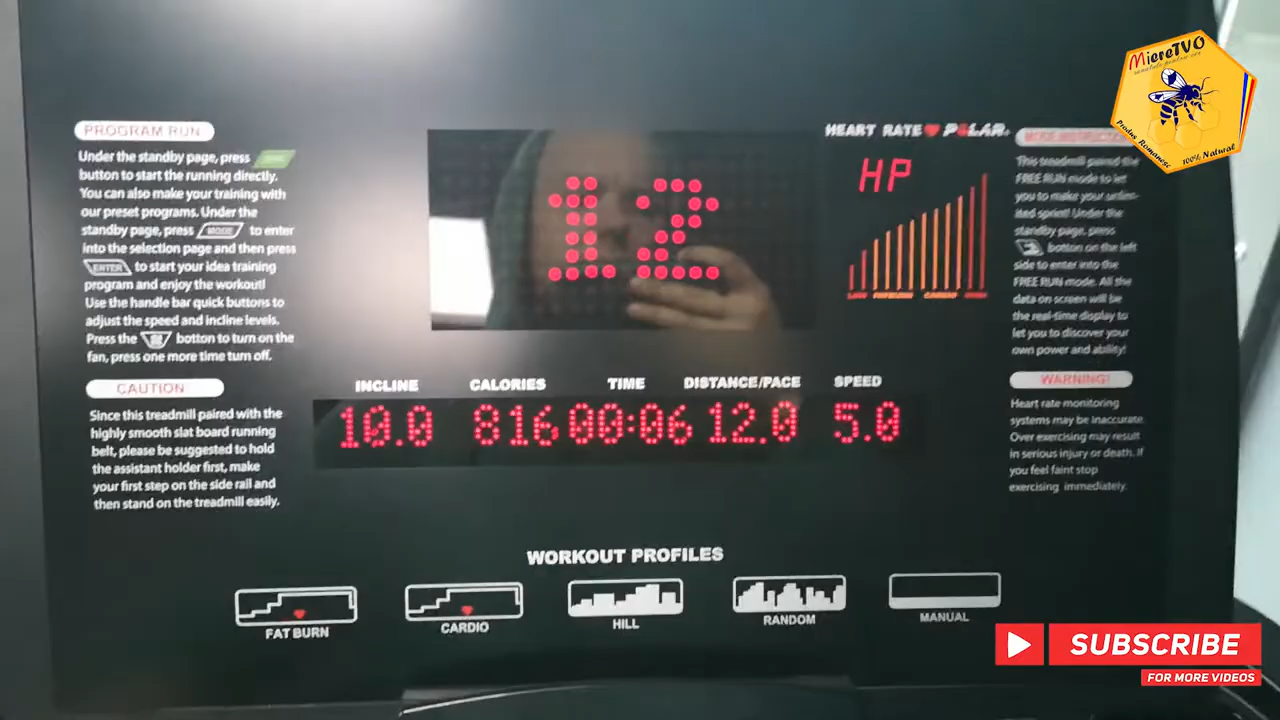 PROGRAM RUN
Under the standby page, press
button to start the running directly.
You can also make your training with
our preset programs. Under the
standby page, press MODE to enter
into the selection page and then press
ENTER to start your idea training
program and enjoy the workout!
Use the handle bar quick buttons to
adjust the speed and incline levels.
Press the botton to turn on the
fan, press one more time turn off.
CAUTION
Since this treadmill paired with the
highly smooth slat board running
belt, please be suggested to hold
the assistant holder first, make
your first step on the side rail and
then stand on the treadmill easily.
12
HEART RATE POLAR
HP
This treadmill paired the
FREE RUN mode to let
you to make your unlim-
ited sprint! Under the
standby page, press
botton on the left
side to enter into the
FREE RUN mode. All the
data on screen will be
the real-time display to
let you to discover your
own power and ability!
WARNING!
Heart rate monitoring
systems may be inaccurate.
Over exercising may result
in serious injury or death. If
you feel faint stop
exercising immediately.
INCLINE CALORIES TIME DISTANCE/PACE SPEED
10.0 816 00:06 12.0 5.0
WORKOUT PROFILES
FAT BURN CARDIO HILL RANDOM MANUAL
MiereTVO
Produs Romanesc 100% Natural
SUBSCRIBE
FOR MORE VIDEOS